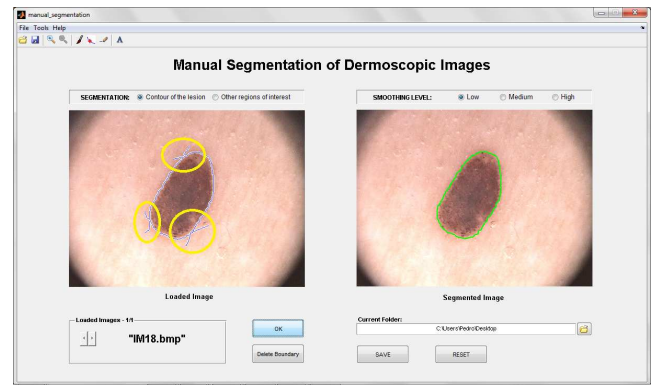 manual_segmentation
File Tools Help
A
Manual Segmentation of Dermoscopic Images
SEGMENTATION: Contour of the lesion Other regions of interest
SMOOTHING LEVEL: Low Medium High
Loaded Image
Segmented Image
Loaded Images - 1/1
"IM18.bmp"
OK
Delete Boundary
Current Folder:
C:\Users\Pedro\Desktop
SAVE
RESET